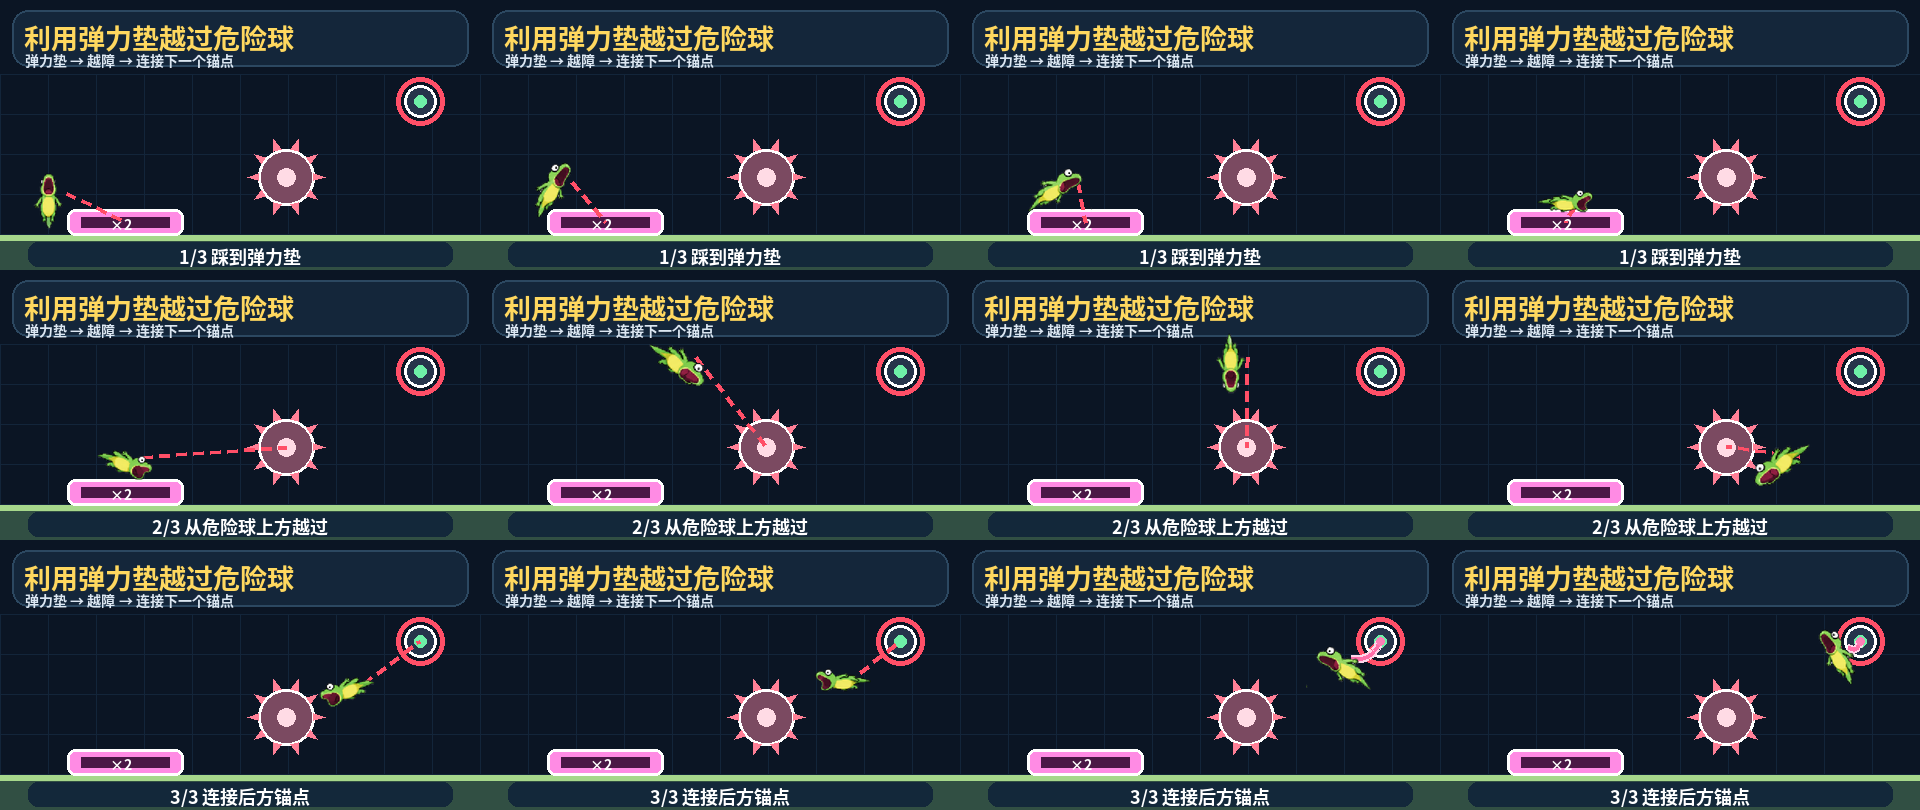 利用弹力垫越过危险球
弹力垫 → 越障 → 连接下一个锚点
×2
1/3 踩到弹力垫
利用弹力垫越过危险球
弹力垫 → 越障 → 连接下一个锚点
×2
1/3 踩到弹力垫
利用弹力垫越过危险球
弹力垫 → 越障 → 连接下一个锚点
×2
1/3 踩到弹力垫
利用弹力垫越过危险球
弹力垫 → 越障 → 连接下一个锚点
×2
1/3 踩到弹力垫
利用弹力垫越过危险球
弹力垫 → 越障 → 连接下一个锚点
×2
2/3 从危险球上方越过
利用弹力垫越过危险球
弹力垫 → 越障 → 连接下一个锚点
×2
2/3 从危险球上方越过
利用弹力垫越过危险球
弹力垫 → 越障 → 连接下一个锚点
×2
2/3 从危险球上方越过
利用弹力垫越过危险球
弹力垫 → 越障 → 连接下一个锚点
×2
2/3 从危险球上方越过
利用弹力垫越过危险球
弹力垫 → 越障 → 连接下一个锚点
×2
3/3 连接后方锚点
利用弹力垫越过危险球
弹力垫 → 越障 → 连接下一个锚点
×2
3/3 连接后方锚点
利用弹力垫越过危险球
弹力垫 → 越障 → 连接下一个锚点
×2
3/3 连接后方锚点
利用弹力垫越过危险球
弹力垫 → 越障 → 连接下一个锚点
×2
3/3 连接后方锚点